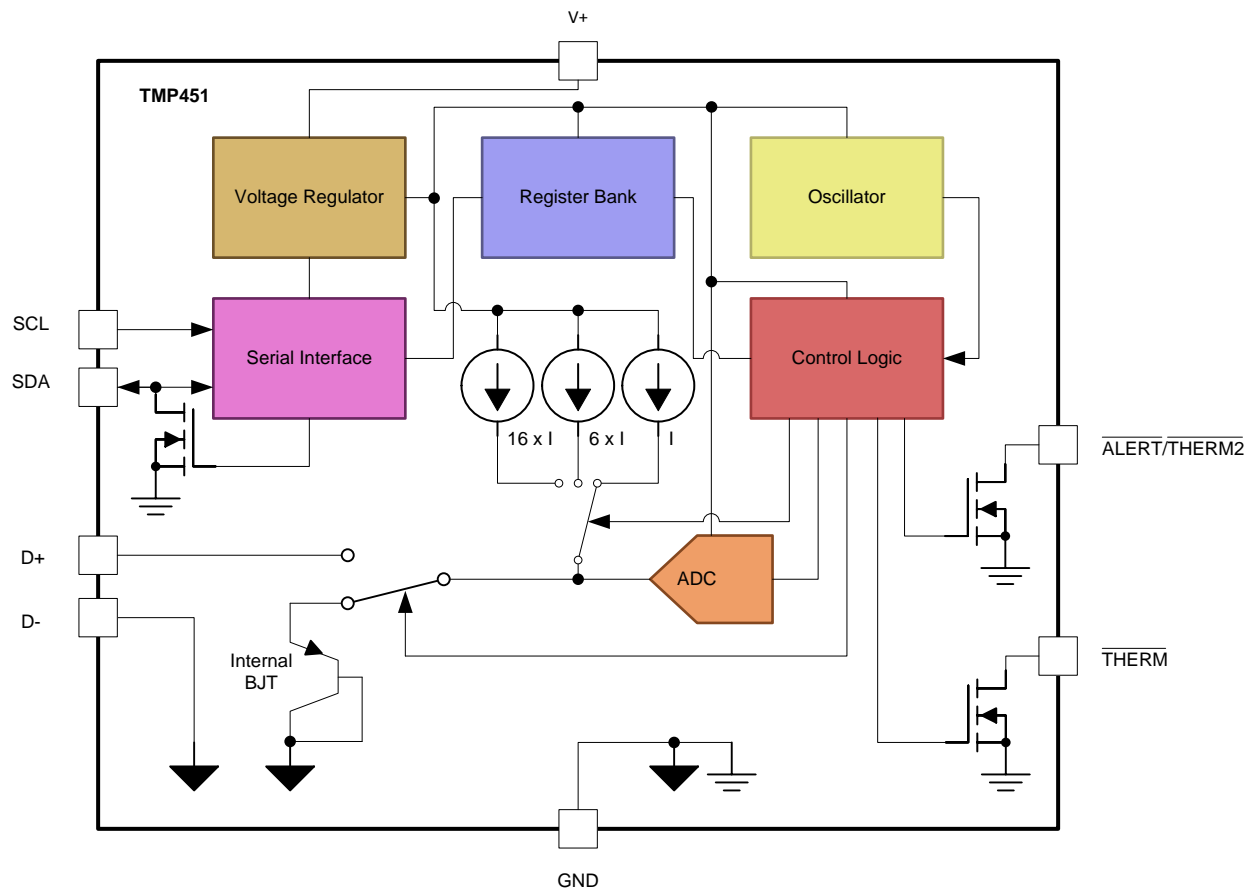 V+
TMP451
Voltage Regulator
Register Bank
Oscillator
SCL
SDA
Serial Interface
Control Logic
16 x I
6 x I
I
ALERT/THERM2
D+
D-
ADC
Internal
BJT
THERM
GND